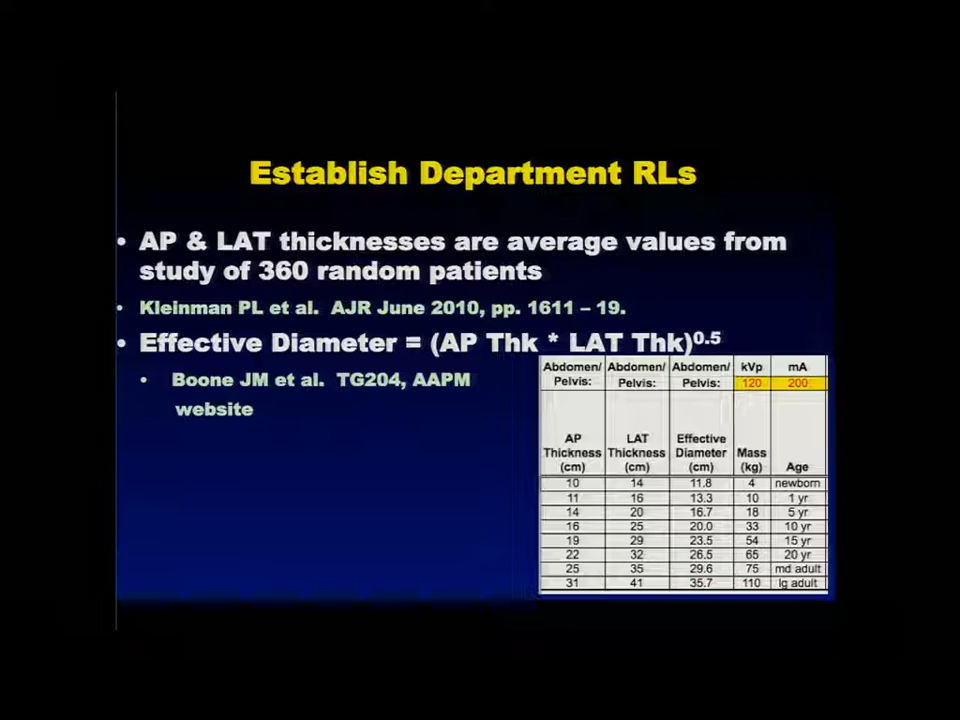 Establish Department RLs
• AP & LAT thicknesses are average values from
study of 360 random patients
• Kleinman PL et al. AJR June 2010, pp. 1611 – 19.
• Effective Diameter = (AP Thk * LAT Thk)0.5
• Boone JM et al. TG204, AAPM
website
Abdomen/ Abdomen/ Abdomen/ kVp mA
Pelvis: Pelvis: Pelvis: 120 200
AP LAT Effective
Thickness Thickness Diameter Mass
(cm) (cm) (cm) (kg) Age
10 14 11.8 4 newborn
11 16 13.3 10 1 yr
14 20 16.7 18 5 yr
16 25 20.0 33 10 yr
19 29 23.5 54 15 yr
22 32 26.5 65 20 yr
25 35 29.6 75 md adult
31 41 35.7 110 lg adult